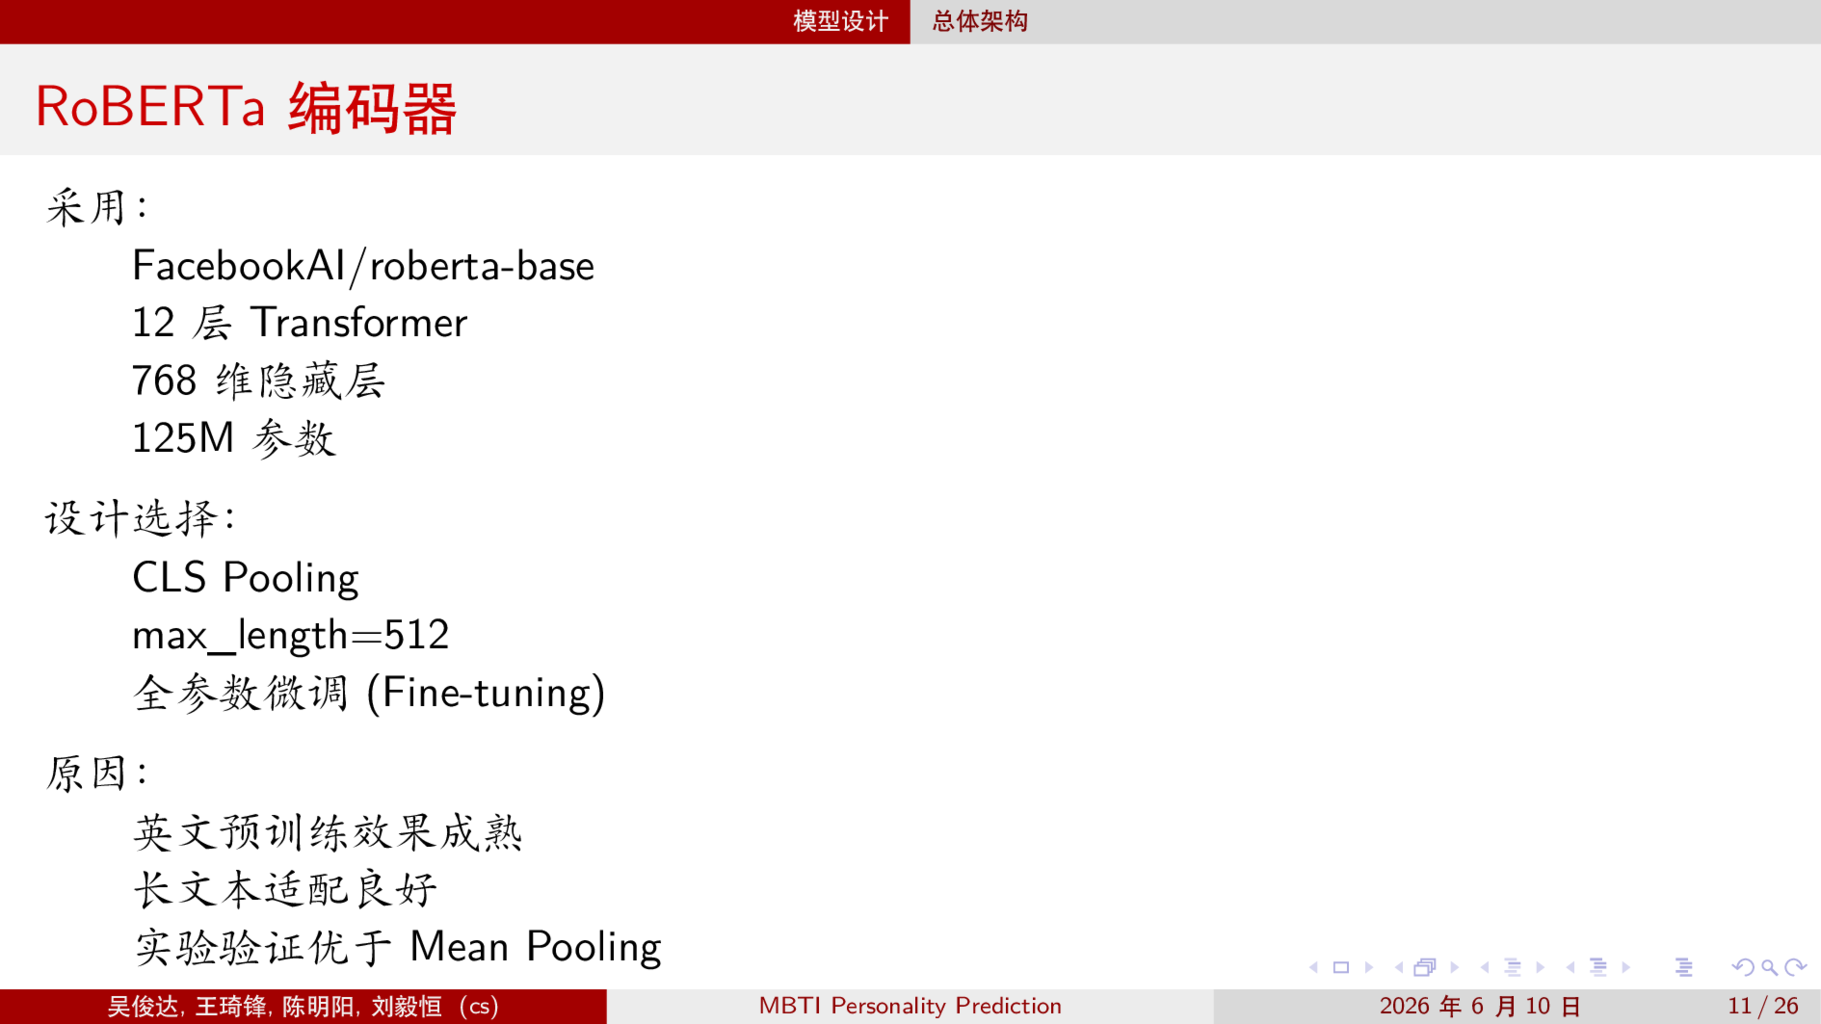 模型设计 总体架构
RoBERTa 编码器
采用：
FacebookAI/roberta-base
12 层 Transformer
768 维隐藏层
125M 参数
设计选择：
CLS Pooling
max_length=512
全参数微调 (Fine-tuning)
原因：
英文预训练效果成熟
长文本适配良好
实验验证优于 Mean Pooling
吴俊达, 王琦锋, 陈明阳, 刘毅恒 (cs) MBTI Personality Prediction 2026 年 6 月 10 日 11 / 26